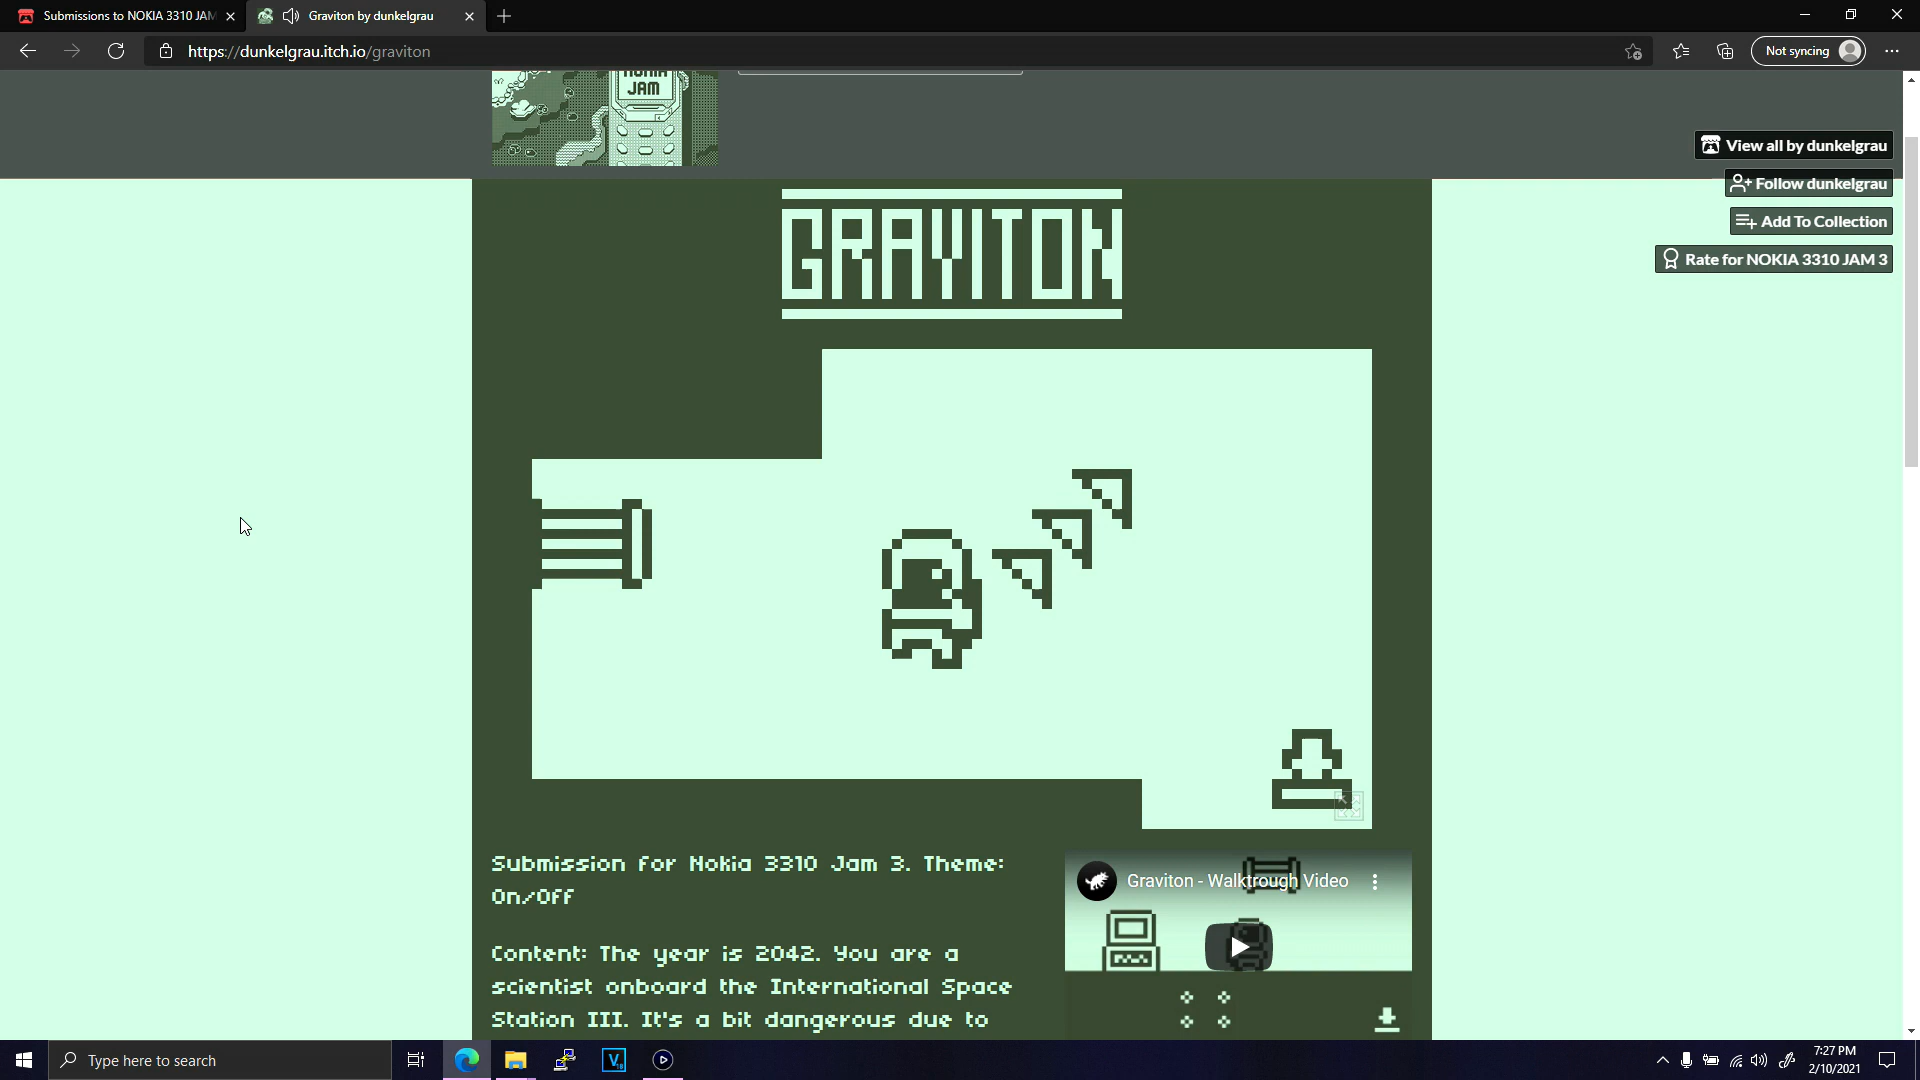 Submissions to NOKIA 3310 JAM
Graviton by dunkelgrau
https://dunkelgrau.itch.io/graviton
Not syncing
NOKIA
JAM
View all by dunkelgrau
Follow dunkelgrau
Add To Collection
Rate for NOKIA 3310 JAM 3
GRAVITON
Submission for Nokia 3310 Jam 3. Theme:
On/Off
Content: The year is 2042. You are a
scientist onboard the International Space
Station III. It's a bit dangerous due to
Graviton - Walktrough Video
Type here to search
7:27 PM
2/10/2021